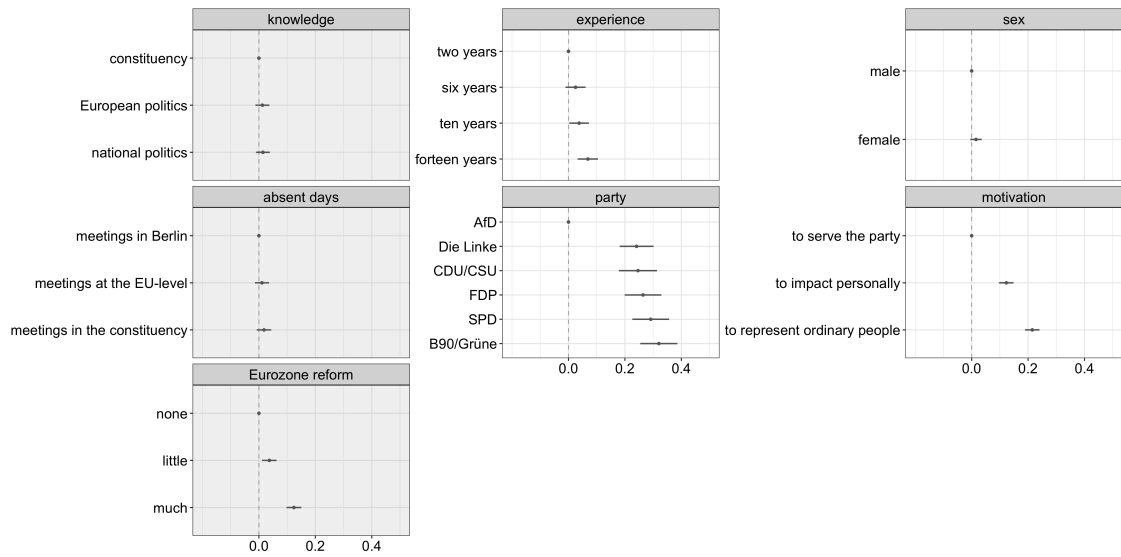 knowledge
constituency
European politics
national politics
experience
two years
six years
ten years
forteen years
sex
male
female
absent days
meetings in Berlin
meetings at the EU-level
meetings in the constituency
party
AfD
Die Linke
CDU/CSU
FDP
SPD
B90/Grüne
0.0 0.2 0.4
motivation
to serve the party
to impact personally
to represent ordinary people
0.0 0.2 0.4
Eurozone reform
none
little
much
0.0 0.2 0.4